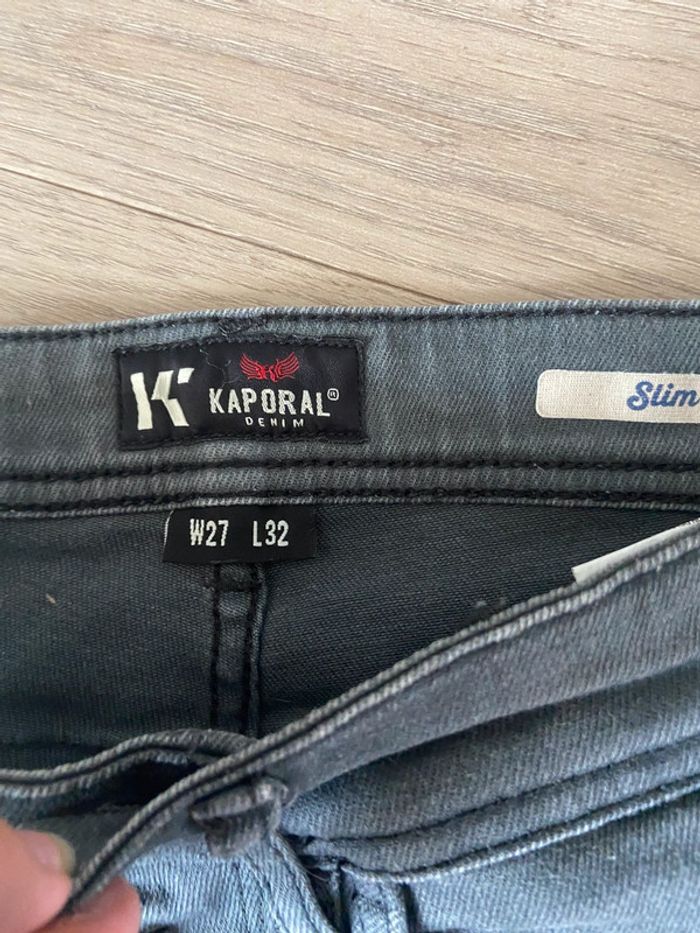 K
KAPORAL®
DENIM
Slim
W27 L32